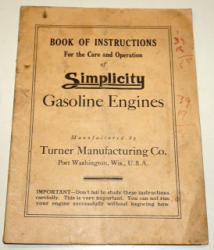 BOOK OF INSTRUCTIONS
For the Care and Operation
of
Simplicity
Gasoline Engines
Manufactured by
Turner Manufacturing Co.
Port Washington, Wis., U.S.A.
IMPORTANT—Don't fail to study these instructions
carefully. This is very important. You can not run
your engine successfully without knowing how.